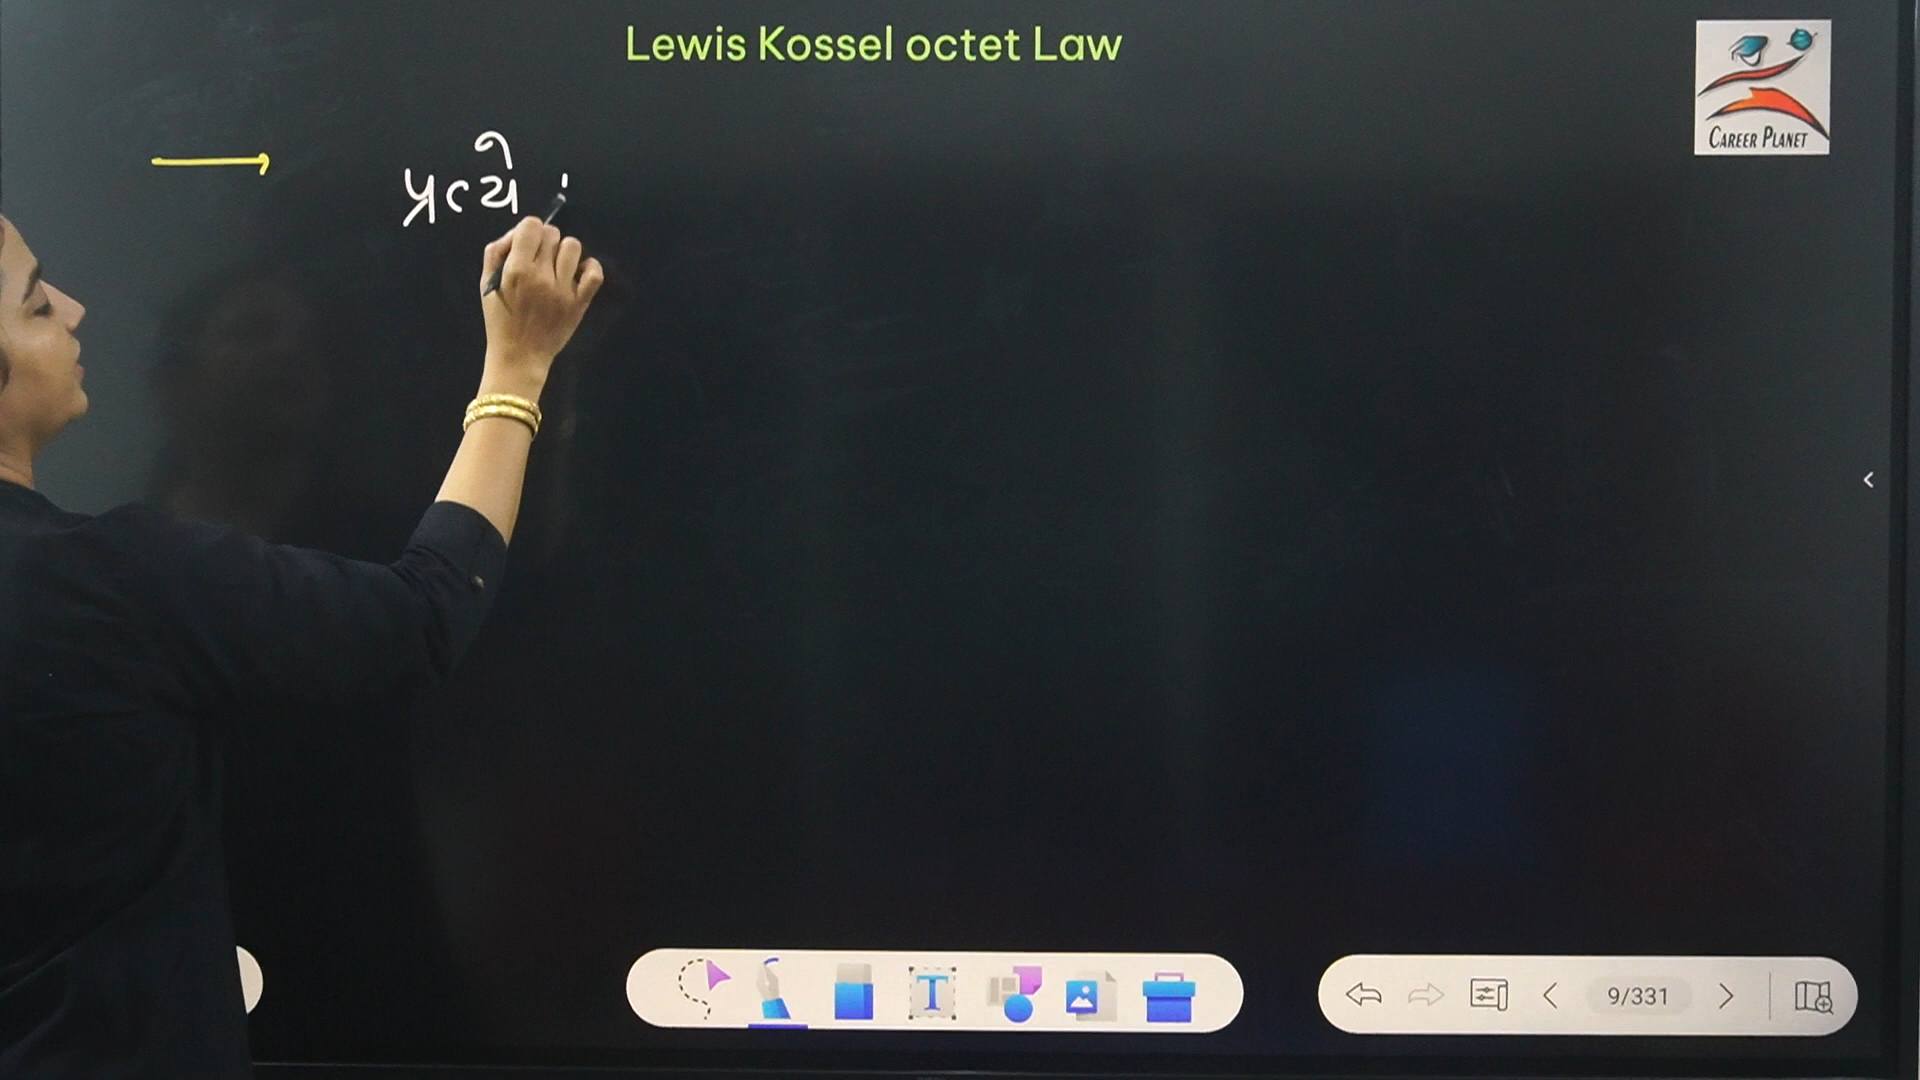 Lewis Kossel octet Law
CAREER PLANET
પ્રત્યે
T
9/331